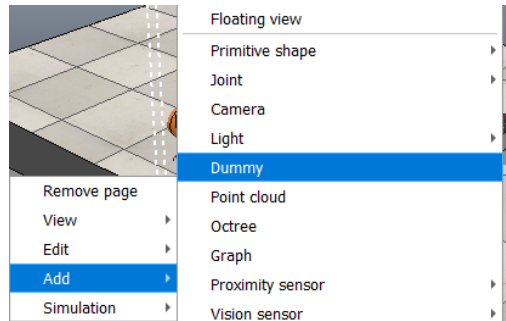 Floating view
Primitive shape
Joint
Camera
Light
Dummy
Point cloud
Octree
Graph
Proximity sensor
Vision sensor
Remove page
View
Edit
Add
Simulation